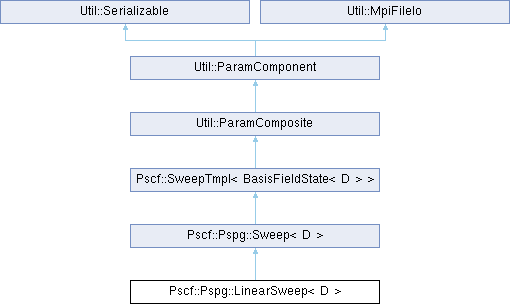 Util::Serializable
Util::MpiFileIo
Util::ParamComponent
Util::ParamComposite
Pscf::SweepTmpl< BasisFieldState< D > >
Pscf::Pspg::Sweep< D >
Pscf::Pspg::LinearSweep< D >